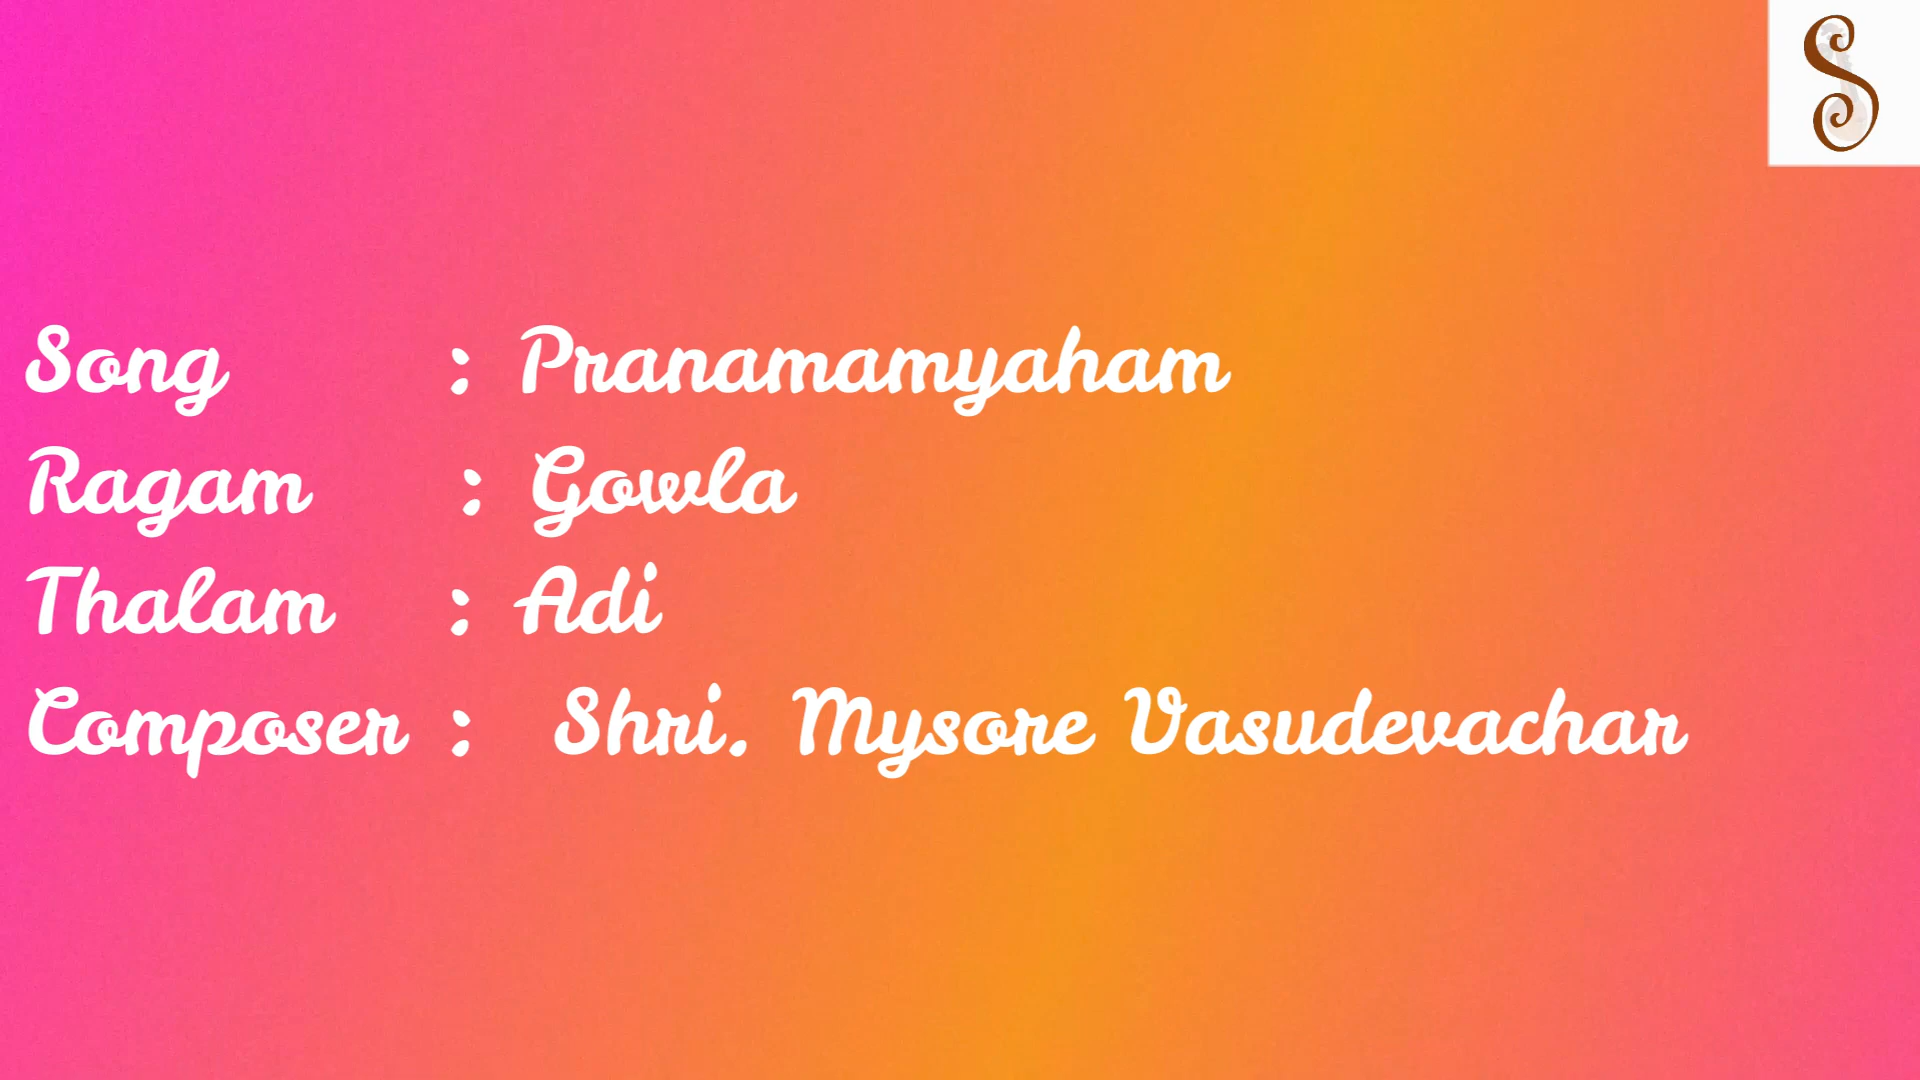 S
Song : Pranamamyaham
Ragam : Gowla
Thalam : Adi
Composer : Shri. Mysore Vasudevachar